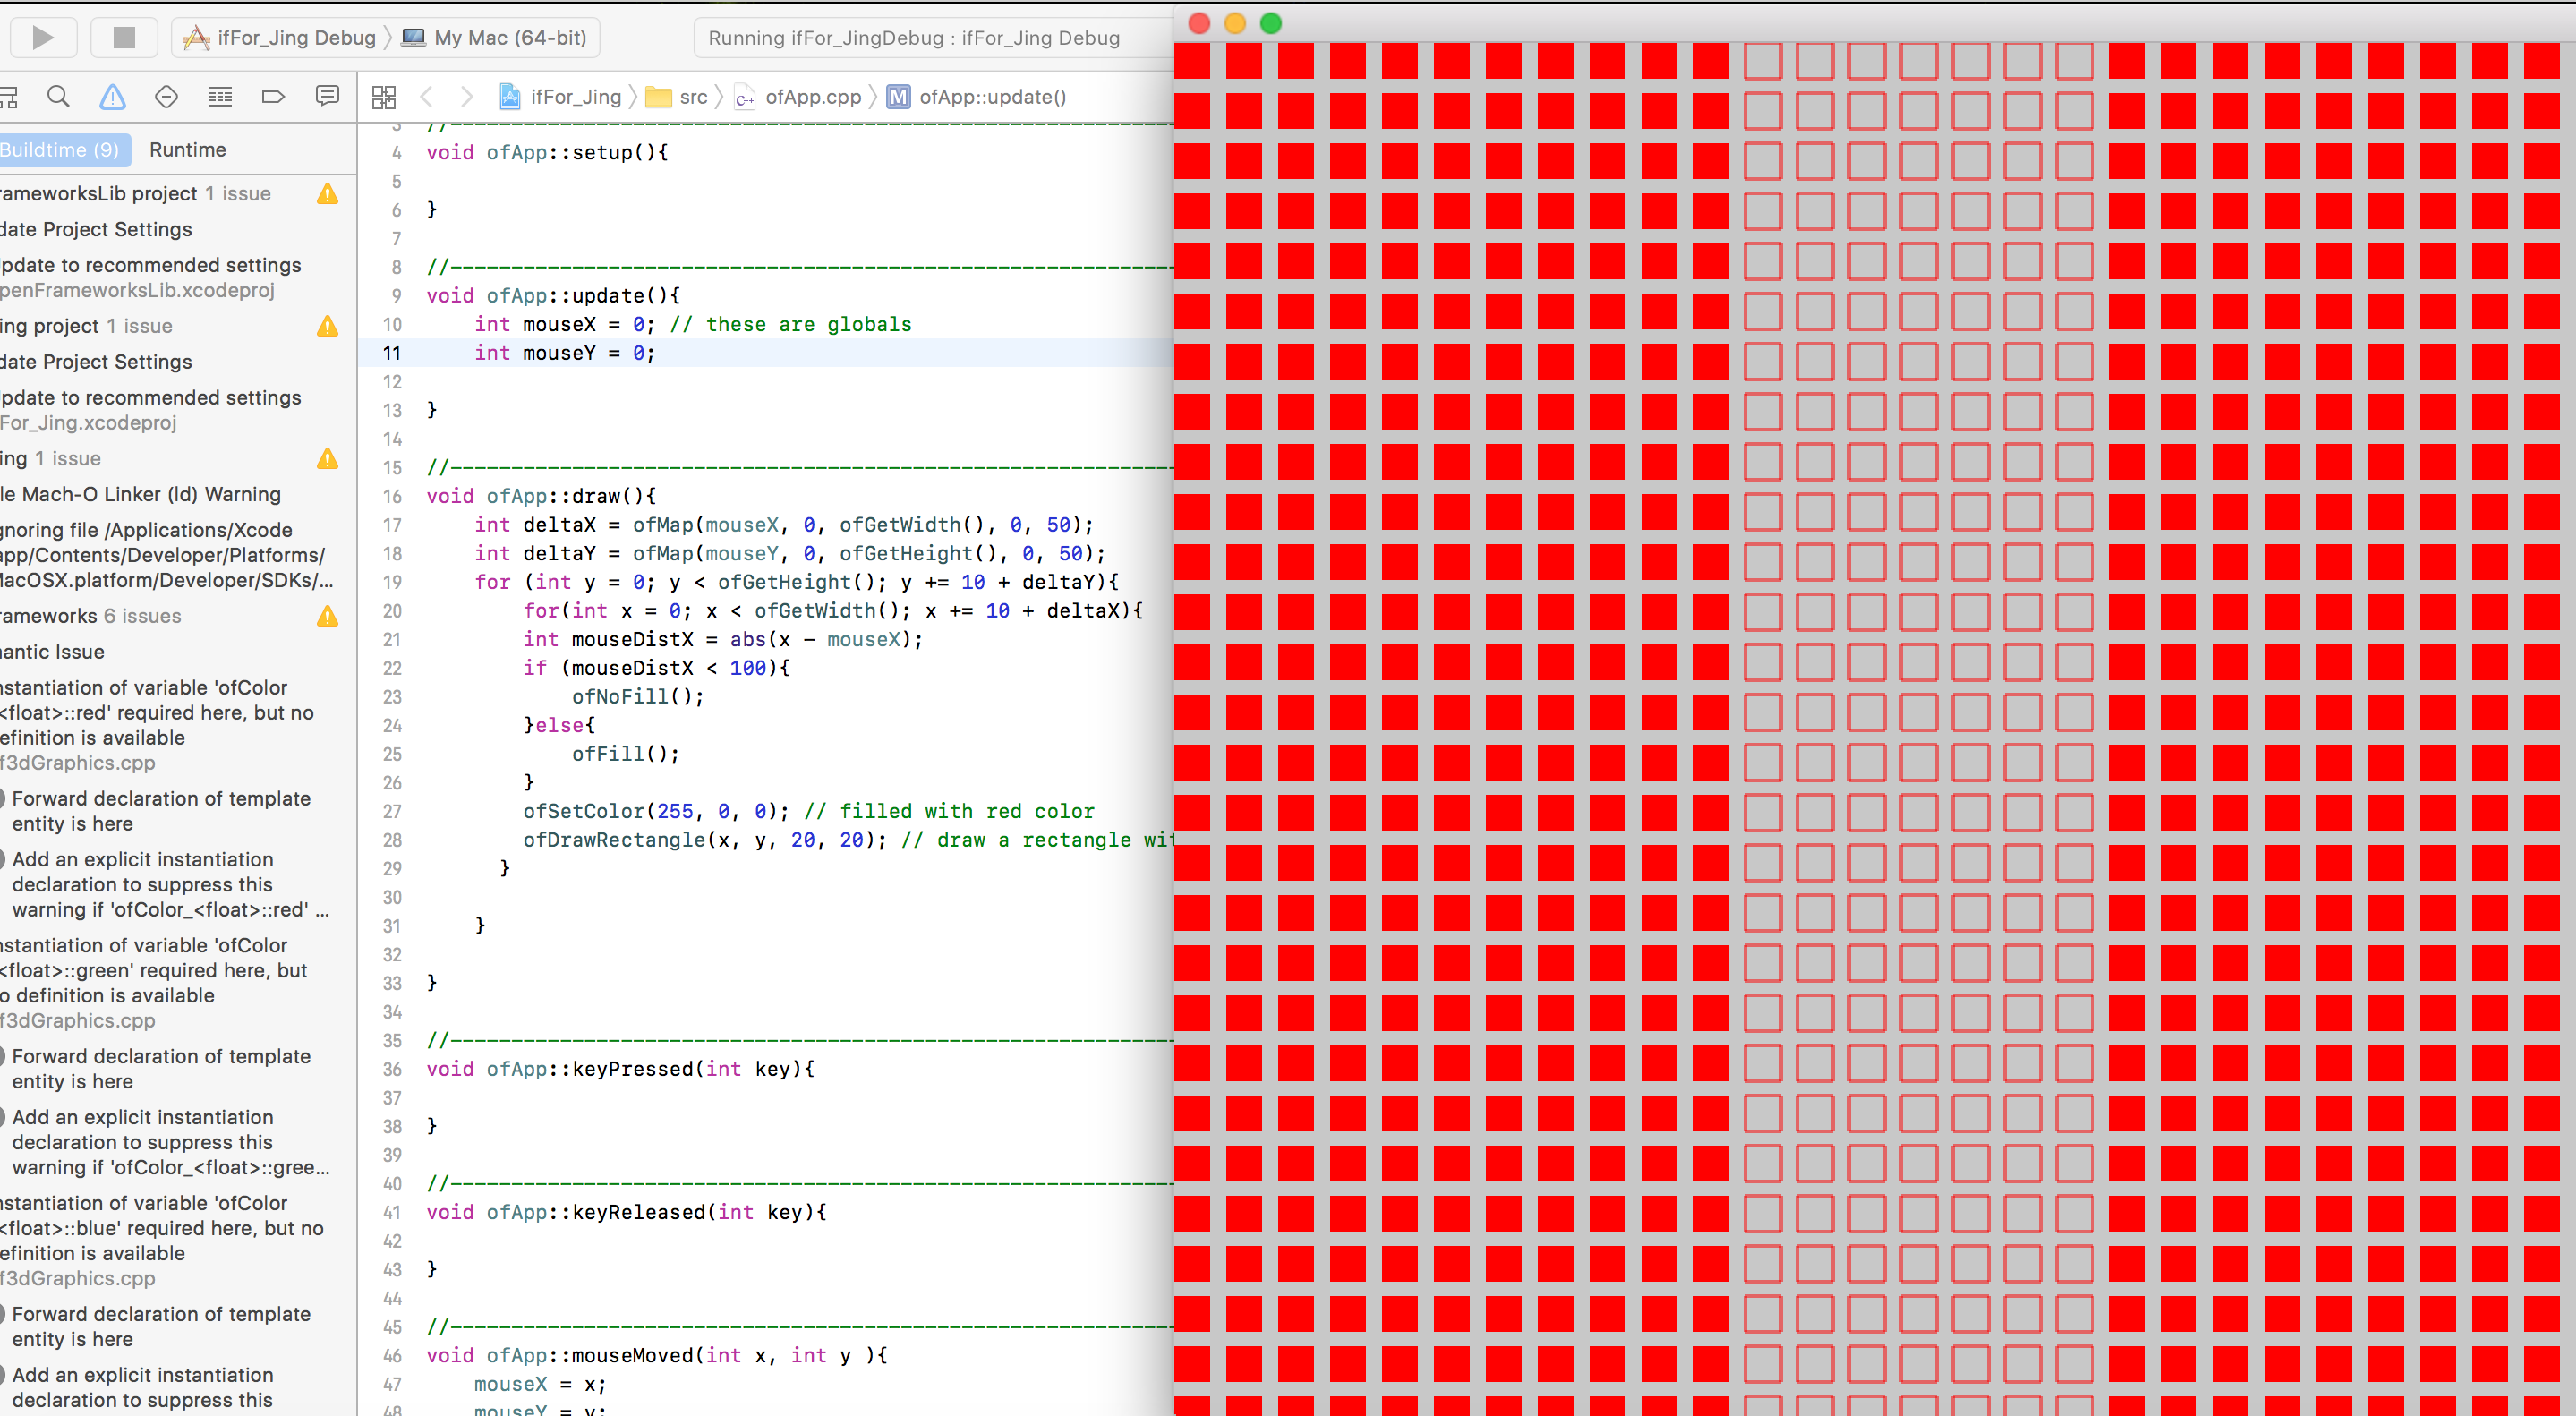 ifFor_Jing Debug
My Mac (64-bit)
Running ifFor_JingDebug : ifFor_Jing Debug
ifFor_Jing
src
ofApp.cpp
M
ofApp::update()
Buildtime (9)
Runtime
rameworksLib project 1 issue
date Project Settings
pdate to recommended settings
penFrameworksLib.xcodeproj
ing project 1 issue
date Project Settings
pdate to recommended settings
For_Jing.xcodeproj
ing 1 issue
le Mach-O Linker (ld) Warning
gnoring file /Applications/Xcode
app/Contents/Developer/Platforms/
MacOSX.platform/Developer/SDKs/...
rameworks 6 issues
antic Issue
nstantiation of variable 'ofColor
<float>::red' required here, but no
efinition is available
f3dGraphics.cpp
Forward declaration of template
entity is here
Add an explicit instantiation
declaration to suppress this
warning if 'ofColor_<float>::red' ...
nstantiation of variable 'ofColor
<float>::green' required here, but
o definition is available
f3dGraphics.cpp
Forward declaration of template
entity is here
Add an explicit instantiation
declaration to suppress this
warning if 'ofColor_<float>::gree...
nstantiation of variable 'ofColor
<float>::blue' required here, but no
efinition is available
f3dGraphics.cpp
Forward declaration of template
entity is here
Add an explicit instantiation
declaration to suppress this
3 //----------------------------------------------------------------
4 void ofApp::setup(){
5
6 }
7
8 //----------------------------------------------------------------
9 void ofApp::update(){
10 int mouseX = 0; // these are globals
11 int mouseY = 0;
12
13 }
14
15 //----------------------------------------------------------------
16 void ofApp::draw(){
17 int deltaX = ofMap(mouseX, 0, ofGetWidth(), 0, 50);
18 int deltaY = ofMap(mouseY, 0, ofGetHeight(), 0, 50);
19 for (int y = 0; y < ofGetHeight(); y += 10 + deltaY){
20 for(int x = 0; x < ofGetWidth(); x += 10 + deltaX){
21 int mouseDistX = abs(x - mouseX);
22 if (mouseDistX < 100){
23 ofNoFill();
24 }else{
25 ofFill();
26 }
27 ofSetColor(255, 0, 0); // filled with red color
28 ofDrawRectangle(x, y, 20, 20); // draw a rectangle wit
29 }
30
31 }
32
33 }
34
35 //----------------------------------------------------------------
36 void ofApp::keyPressed(int key){
37
38 }
39
40 //----------------------------------------------------------------
41 void ofApp::keyReleased(int key){
42
43 }
44
45 //----------------------------------------------------------------
46 void ofApp::mouseMoved(int x, int y ){
47 mouseX = x;
48 mouseY = y;